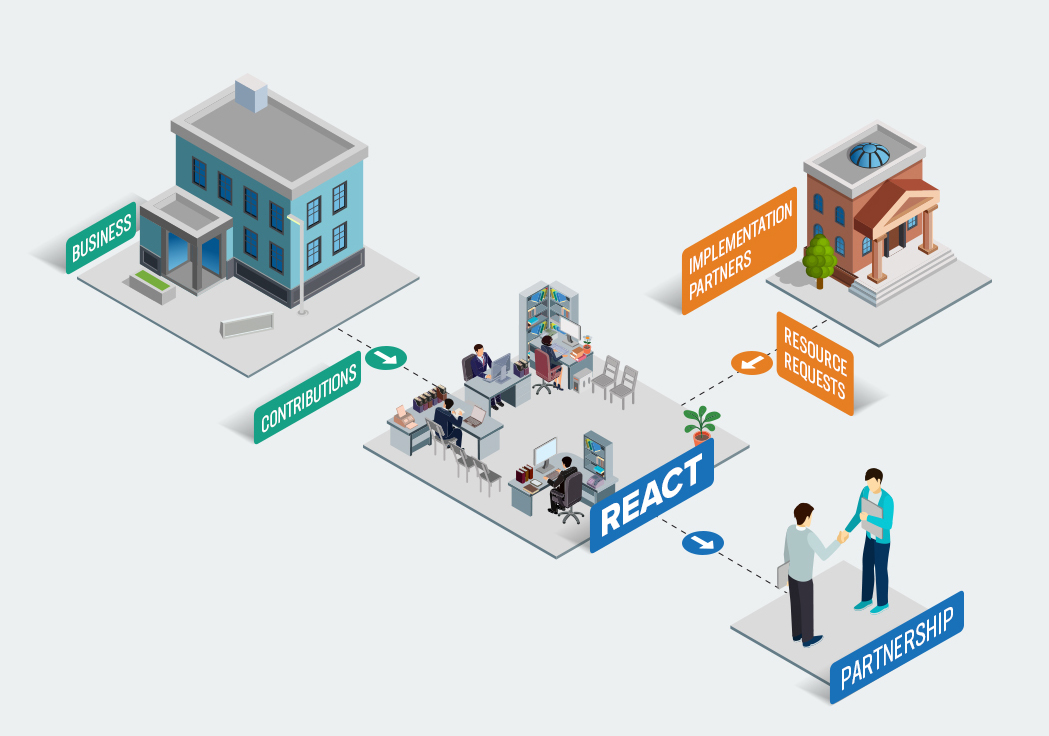 BUSINESS
IMPLEMENTATION
PARTNERS
CONTRIBUTIONS
RESOURCE
REQUESTS
REACT
PARTNERSHIP